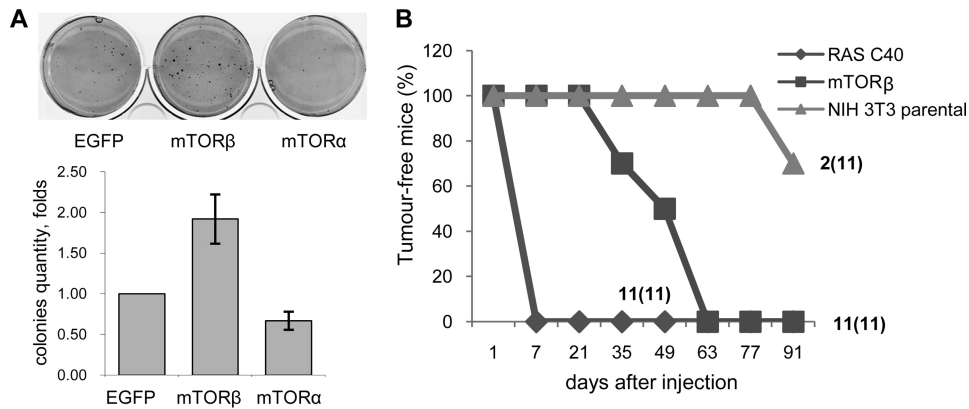 A
EGFP mTORβ mTORα
colonies quantity, folds
2.50
2.00
1.50
1.00
0.50
0.00
EGFP mTORβ mTORα
B
Tumour-free mice (%)
120
100
80
60
40
20
0
1 7 21 35 49 63 77 91
days after injection
RAS C40
mTORβ
NIH 3T3 parental
2(11)
11(11)
11(11)